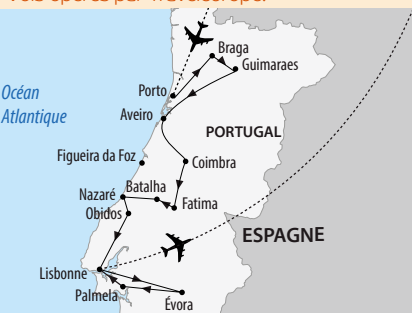 Braga
Guimaraes
Porto
Océan
Atlantique
Aveiro
PORTUGAL
Figueira da Foz
Coimbra
Batalha
Nazaré
Fatima
Obidos
ESPAGNE
Lisbonne
Palmela
Évora